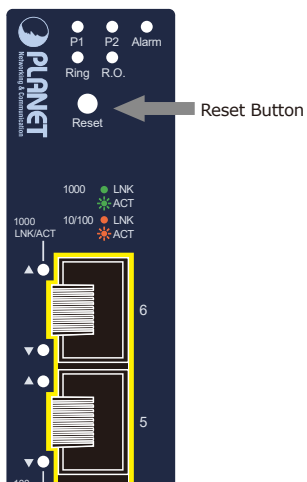 PLANET
Networking & Communication
P1 P2 Alarm
Ring R.O.
Reset
Reset Button
1000 LNK
ACT
10/100 LNK
ACT
1000
LNK/ACT
6
5
100